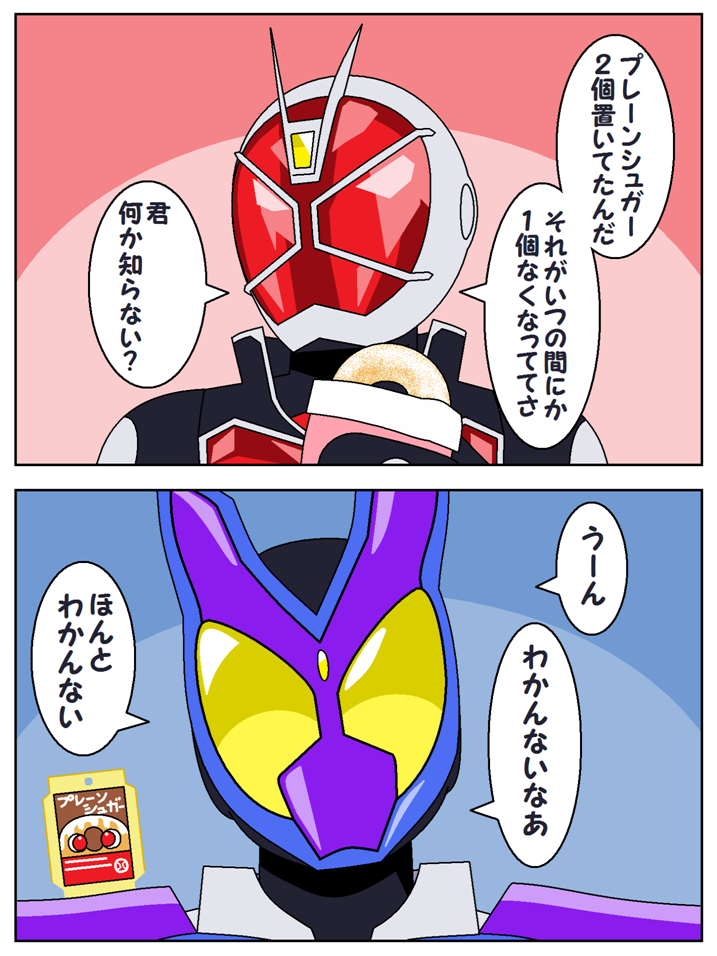 プレーンシュガー
2個置いてたんだ
それがいつの間にか
1個なくなっててさ
君
何か知らない?
うーん
わかんないなあ
ほんと
わかんない
プレーン
シュガー